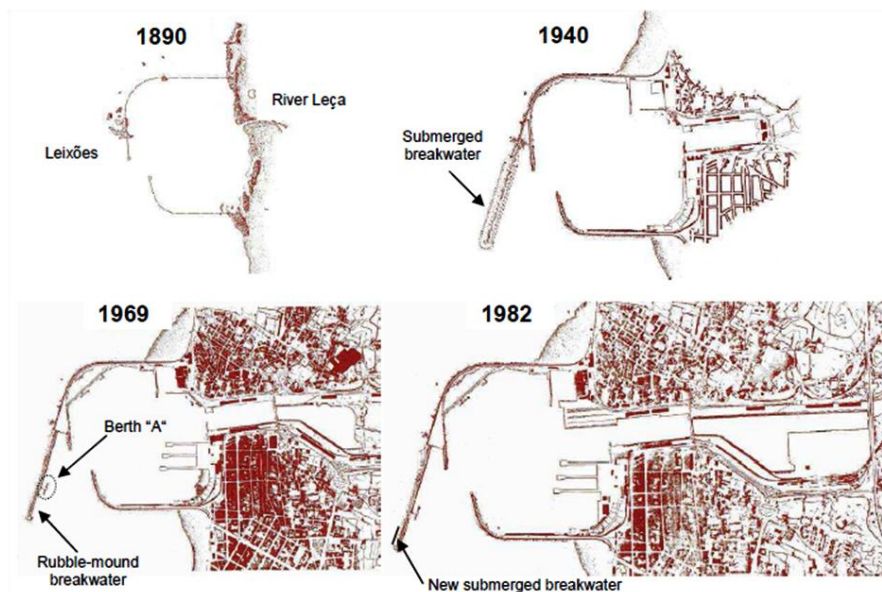 1890
River Leça
Leixões
1940
Submerged
breakwater
1969
Berth “A“
Rubble-mound
breakwater
1982
New submerged breakwater